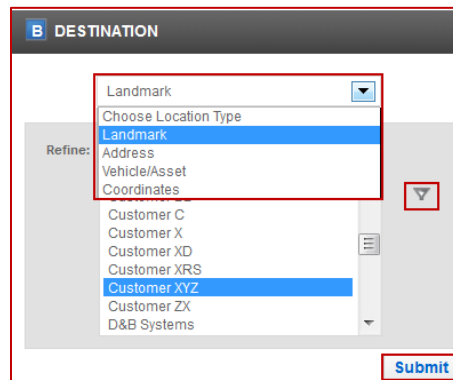 B DESTINATION
Landmark
Choose Location Type
Landmark
Refine: Address
Vehicle/Asset
Coordinates
Customer C
Customer X
Customer XD
Customer XRS
Customer XYZ
Customer ZX
D&B Systems
Submit